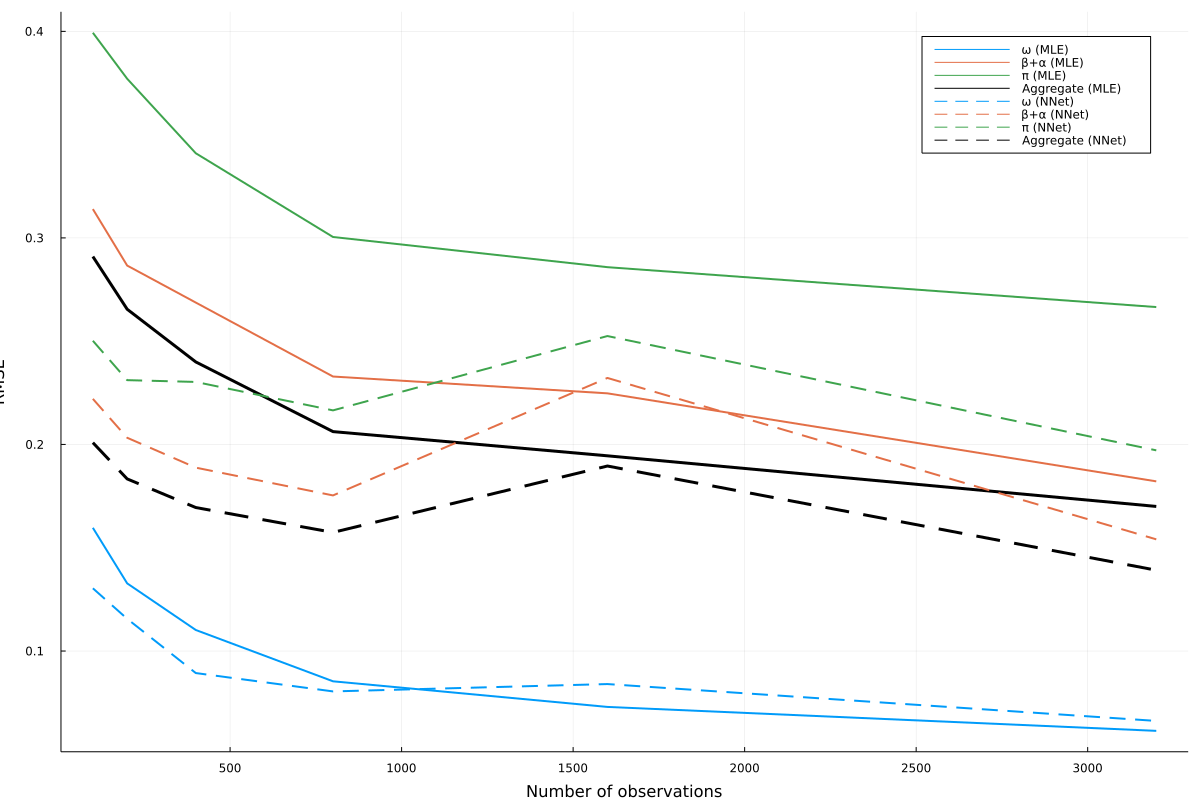 0.4
0.3
0.2
0.1
500
1000
1500
2000
2500
3000
Number of observations
RMSE
ω (MLE)
β+α (MLE)
π (MLE)
Aggregate (MLE)
ω (NNet)
β+α (NNet)
π (NNet)
Aggregate (NNet)